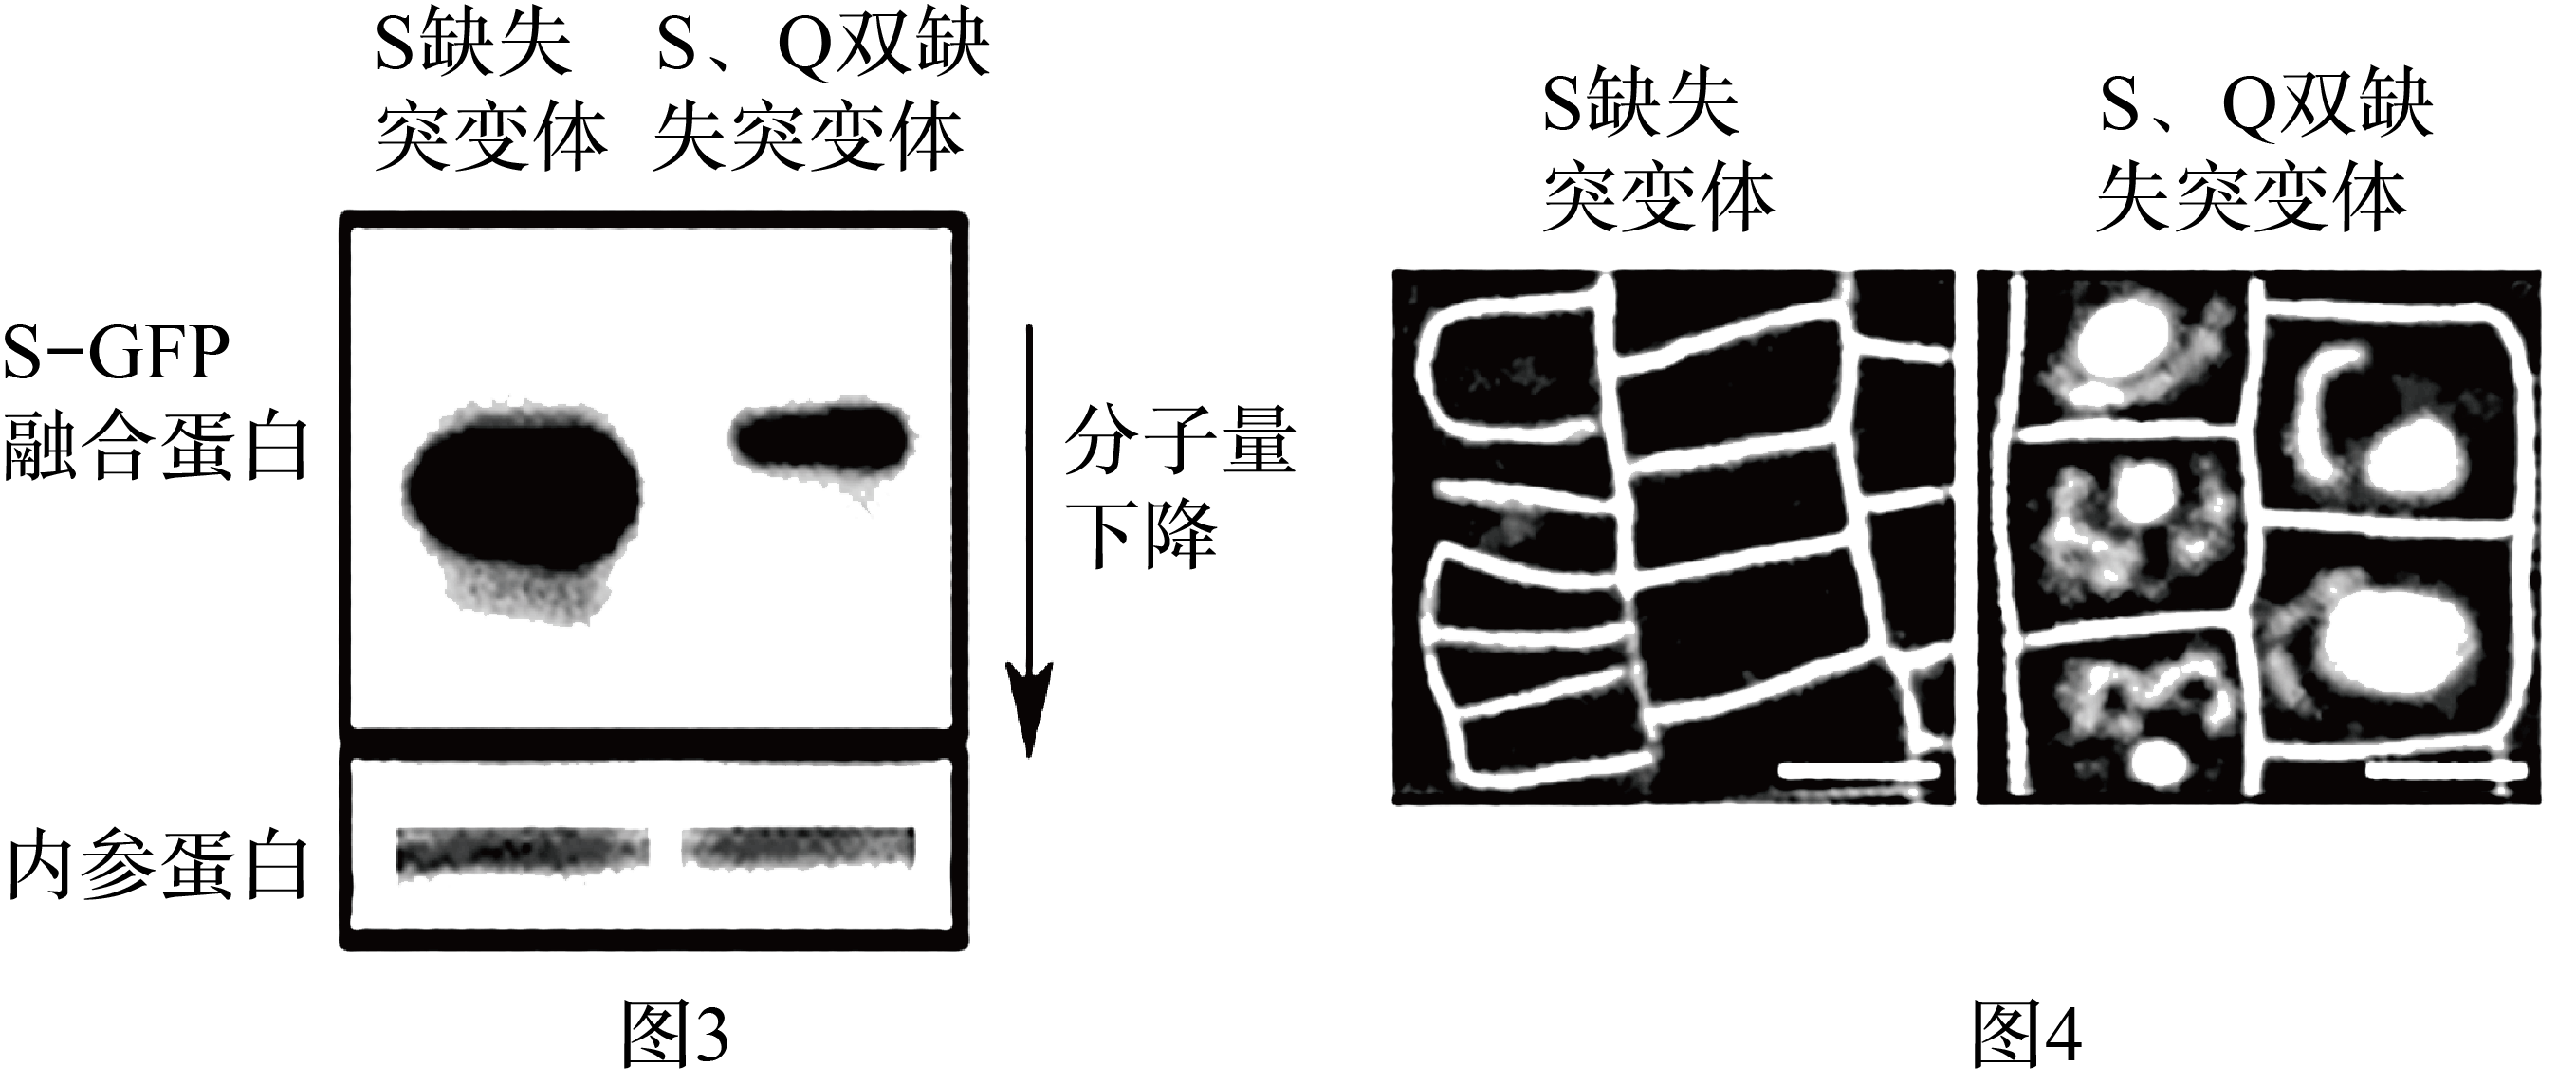 S缺失
突变体
S、Q双缺
失突变体
S-GFP
融合蛋白
分子量
下降
内参蛋白
图3
S缺失
突变体
S、Q双缺
失突变体
图4